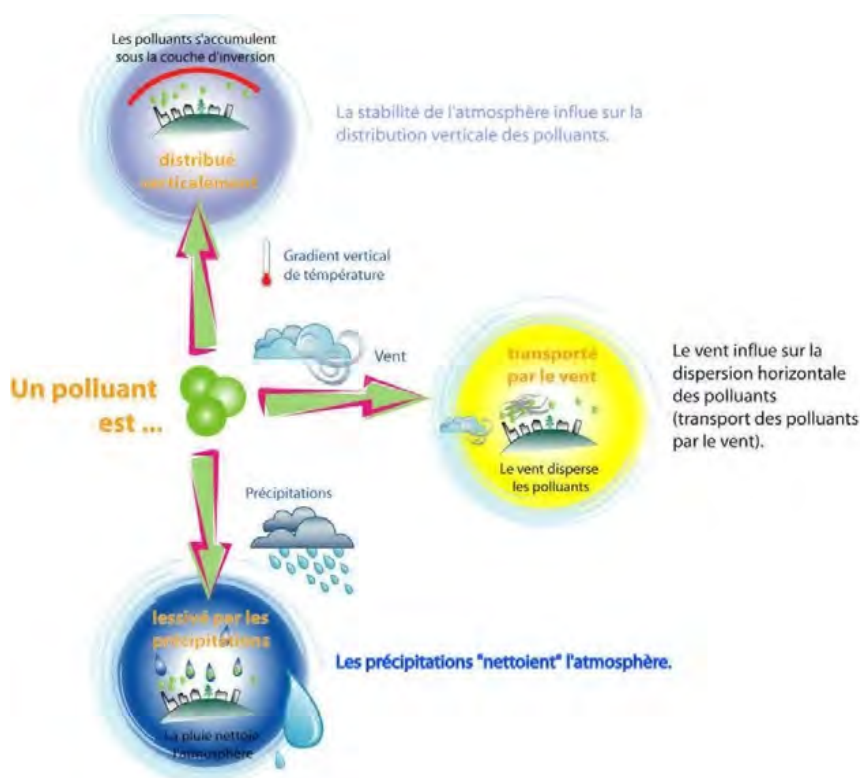 Les polluants s'accumulent
sous la couche d'inversion
distribué
verticalement
La stabilité de l'atmosphère influe sur la
distribution verticale des polluants.
Gradient vertical
de témpérature
Vent
Un polluant
est ...
transporté
par le vent
Le vent disperse
les polluants
Le vent influe sur la
dispersion horizontale
des polluants
(transport des polluants
par le vent).
Précipitations
lessivé par les
précipitations
La pluie nettoie
l'atmosphère
Les précipitations "nettoient" l'atmosphère.